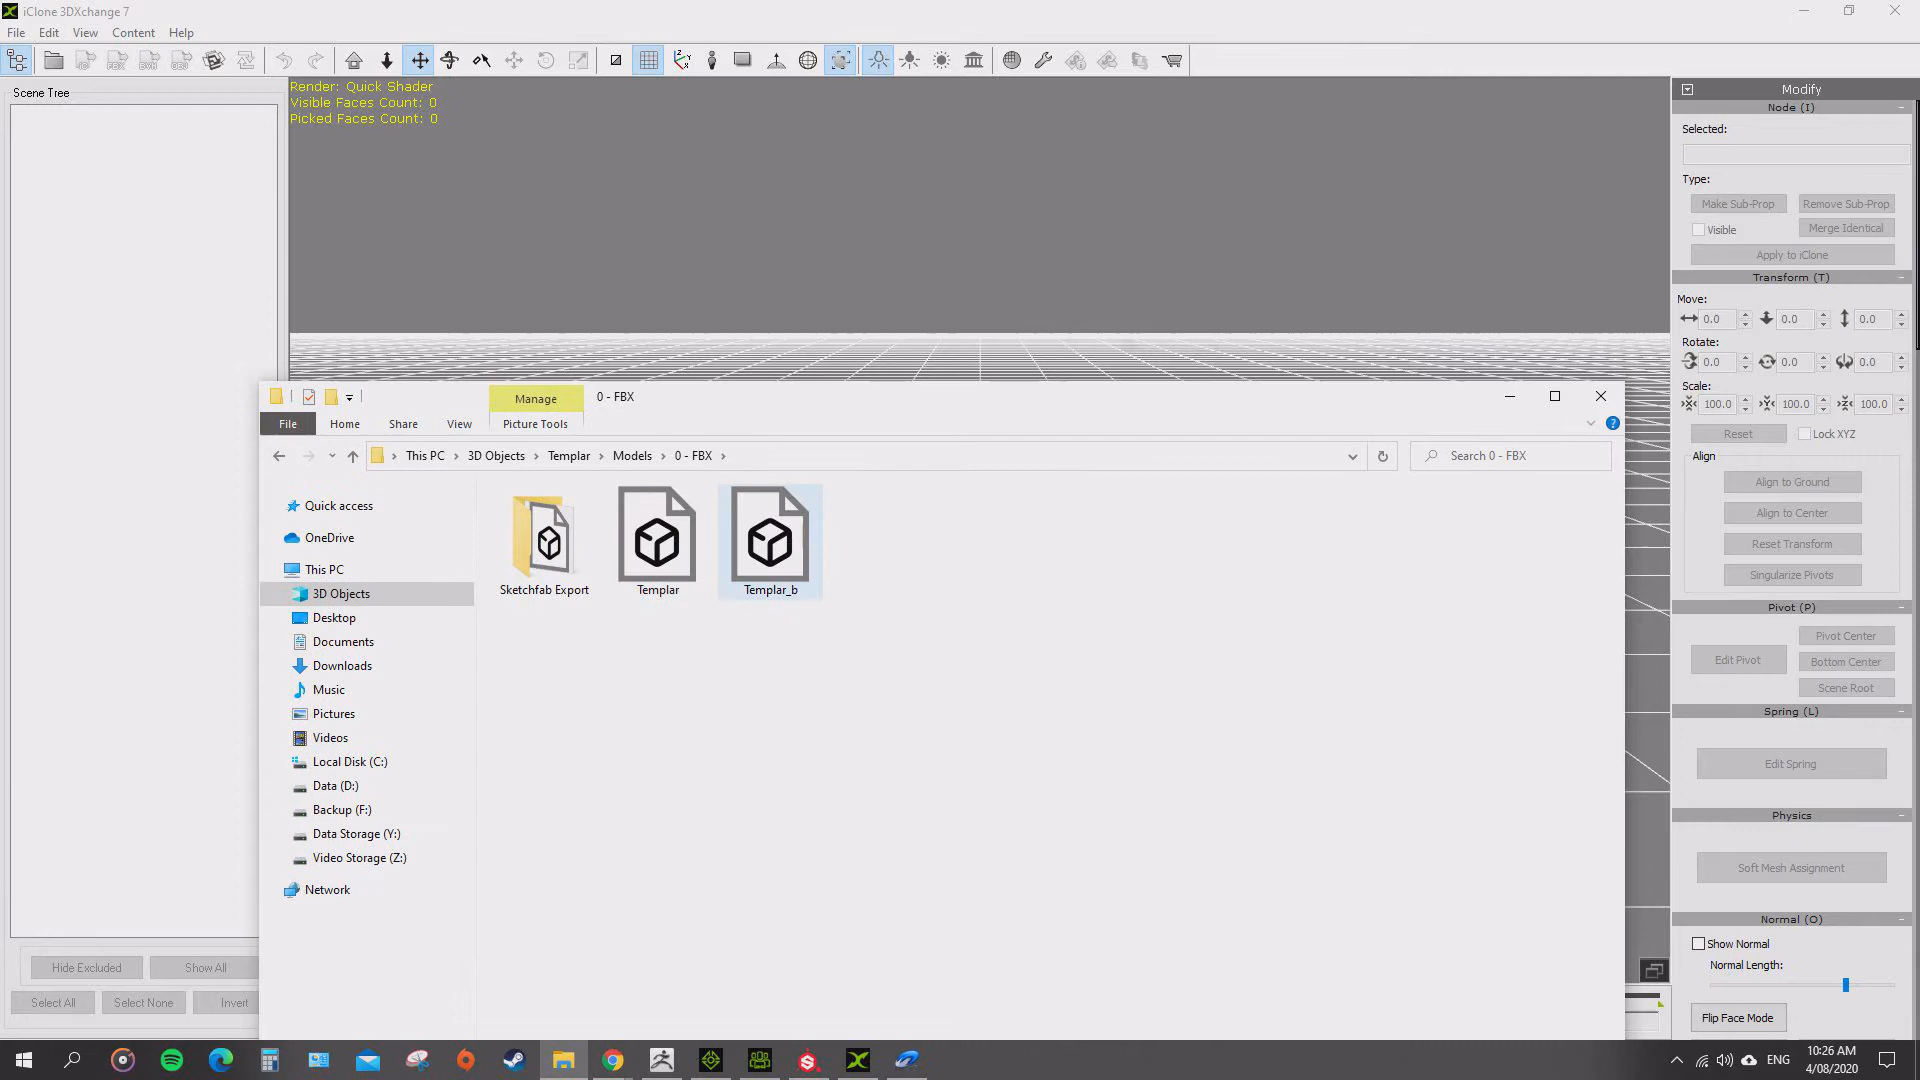 iClone 3DXchange 7
File Edit View Content Help
Scene Tree
Render: Quick Shader
Visible Faces Count: 0
Picked Faces Count: 0
Hide Excluded Show All
Select All Select None Invert
Manage 0 - FBX
File Home Share View Picture Tools
This PC 3D Objects Templar Models 0 - FBX Search 0 - FBX
Quick access
OneDrive
This PC
3D Objects
Desktop
Documents
Downloads
Music
Pictures
Videos
Local Disk (C:)
Data (D:)
Backup (F:)
Data Storage (Y:)
Video Storage (Z:)
Network
Sketchfab Export Templar Templar_b
Modify
Node (I)
Selected:
Type:
Make Sub-Prop Remove Sub-Prop
Visible Merge Identical
Apply to iClone
Transform (T)
Move:
0.0 0.0 0.0
Rotate:
0.0 0.0 0.0
Scale:
100.0 100.0 100.0
Reset Lock XYZ
Align
Align to Ground
Align to Center
Reset Transform
Singularize Pivots
Pivot (P)
Edit Pivot Pivot Center
Bottom Center
Scene Root
Spring (L)
Edit Spring
Physics
Soft Mesh Assignment
Normal (O)
Show Normal
Normal Length:
Flip Face Mode
ENG 10:26 AM
4/08/2020